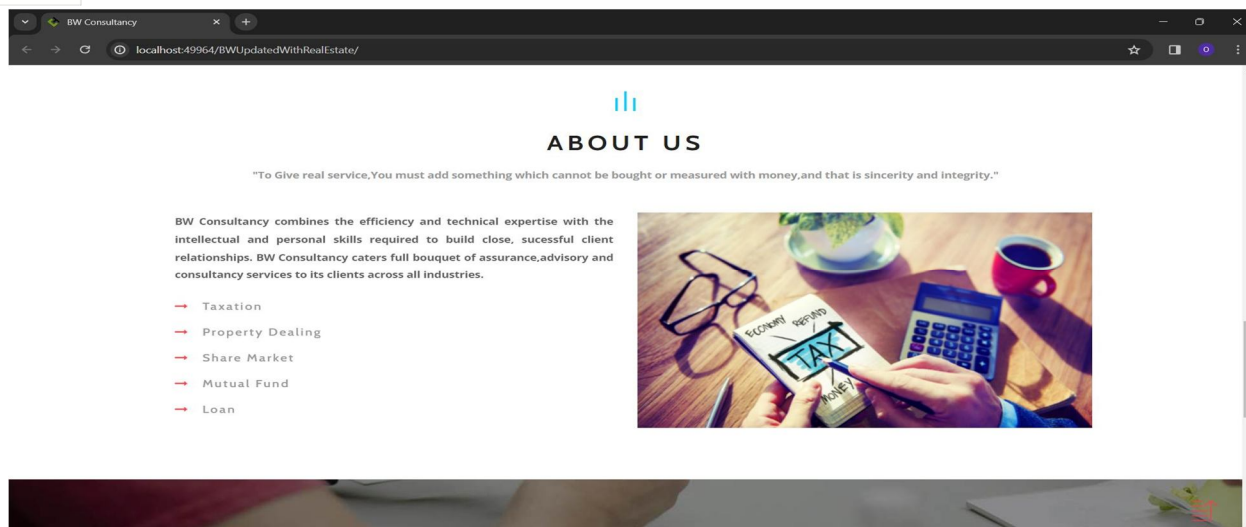 BW Consultancy
localhost:49964/BWUpdatedWithRealEstate/
O
ABOUT US
"To Give real service,You must add something which cannot be bought or measured with money,and that is sincerity and integrity."
BW Consultancy combines the efficiency and technical expertise with the
intellectual and personal skills required to build close, sucessful client
relationships. BW Consultancy caters full bouquet of assurance,advisory and
consultancy services to its clients across all industries.
Taxation
Property Dealing
Share Market
Mutual Fund
Loan
ECONOMY REFUND
TAX
MONEY